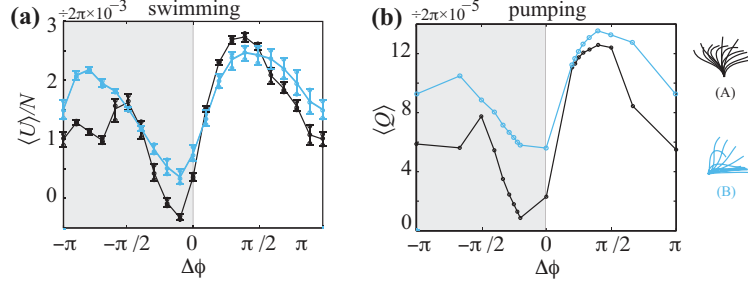 (a) swimming
÷2π×10⁻³
3
2
1
0
⟨U⟩/N
−π −π/2 0 π/2 π
Δϕ
(b) pumping
÷2π×10⁻⁵
12
8
4
0
⟨Q⟩
−π −π/2 0 π/2 π
Δϕ
(A)
(B)